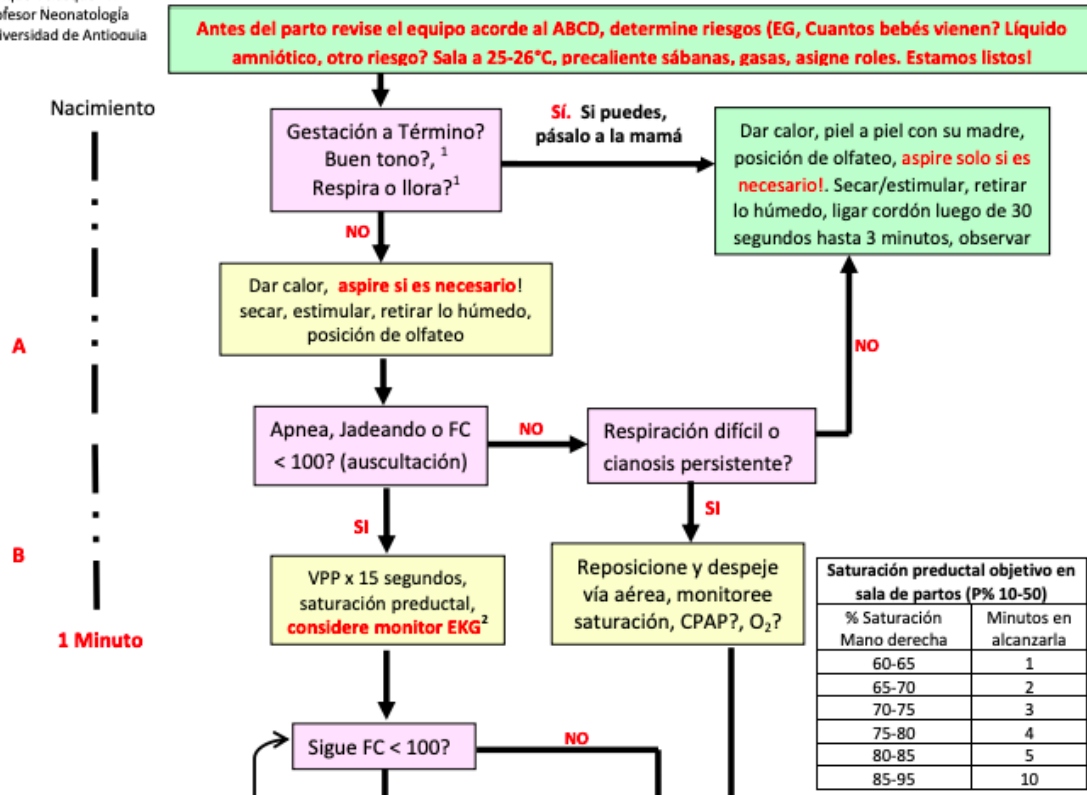 ofesor Neonatología
iversidad de Antioquia
Antes del parto revise el equipo acorde al ABCD, determine riesgos (EG, Cuantos bebés vienen? Líquido
amniótico, otro riesgo? Sala a 25-26°C, precaliente sábanas, gasas, asigne roles. Estamos listos!
Nacimiento
Gestación a Término?
Buen tono?, 1
Respira o llora?1
Sí. Si puedes,
pásalo a la mamá
Dar calor, piel a piel con su madre,
posición de olfateo, aspire solo si es
necesario!. Secar/estimular, retirar
lo húmedo, ligar cordón luego de 30
segundos hasta 3 minutos, observar
NO
Dar calor, aspire si es necesario!
secar, estimular, retirar lo húmedo,
posición de olfateo
A
NO
Apnea, Jadeando o FC
< 100? (auscultación)
NO
Respiración difícil o
cianosis persistente?
SI
SI
B
VPP x 15 segundos,
saturación preductal,
considere monitor EKG2
Reposicione y despeje
vía aérea, monitoree
saturación, CPAP?, O₂?
1 Minuto
Saturación preductal objetivo en
sala de partos (P% 10-50)
% Saturación Mano derecha Minutos en alcanzarla
60-65 1
65-70 2
70-75 3
75-80 4
80-85 5
85-95 10
Sigue FC < 100?
NO